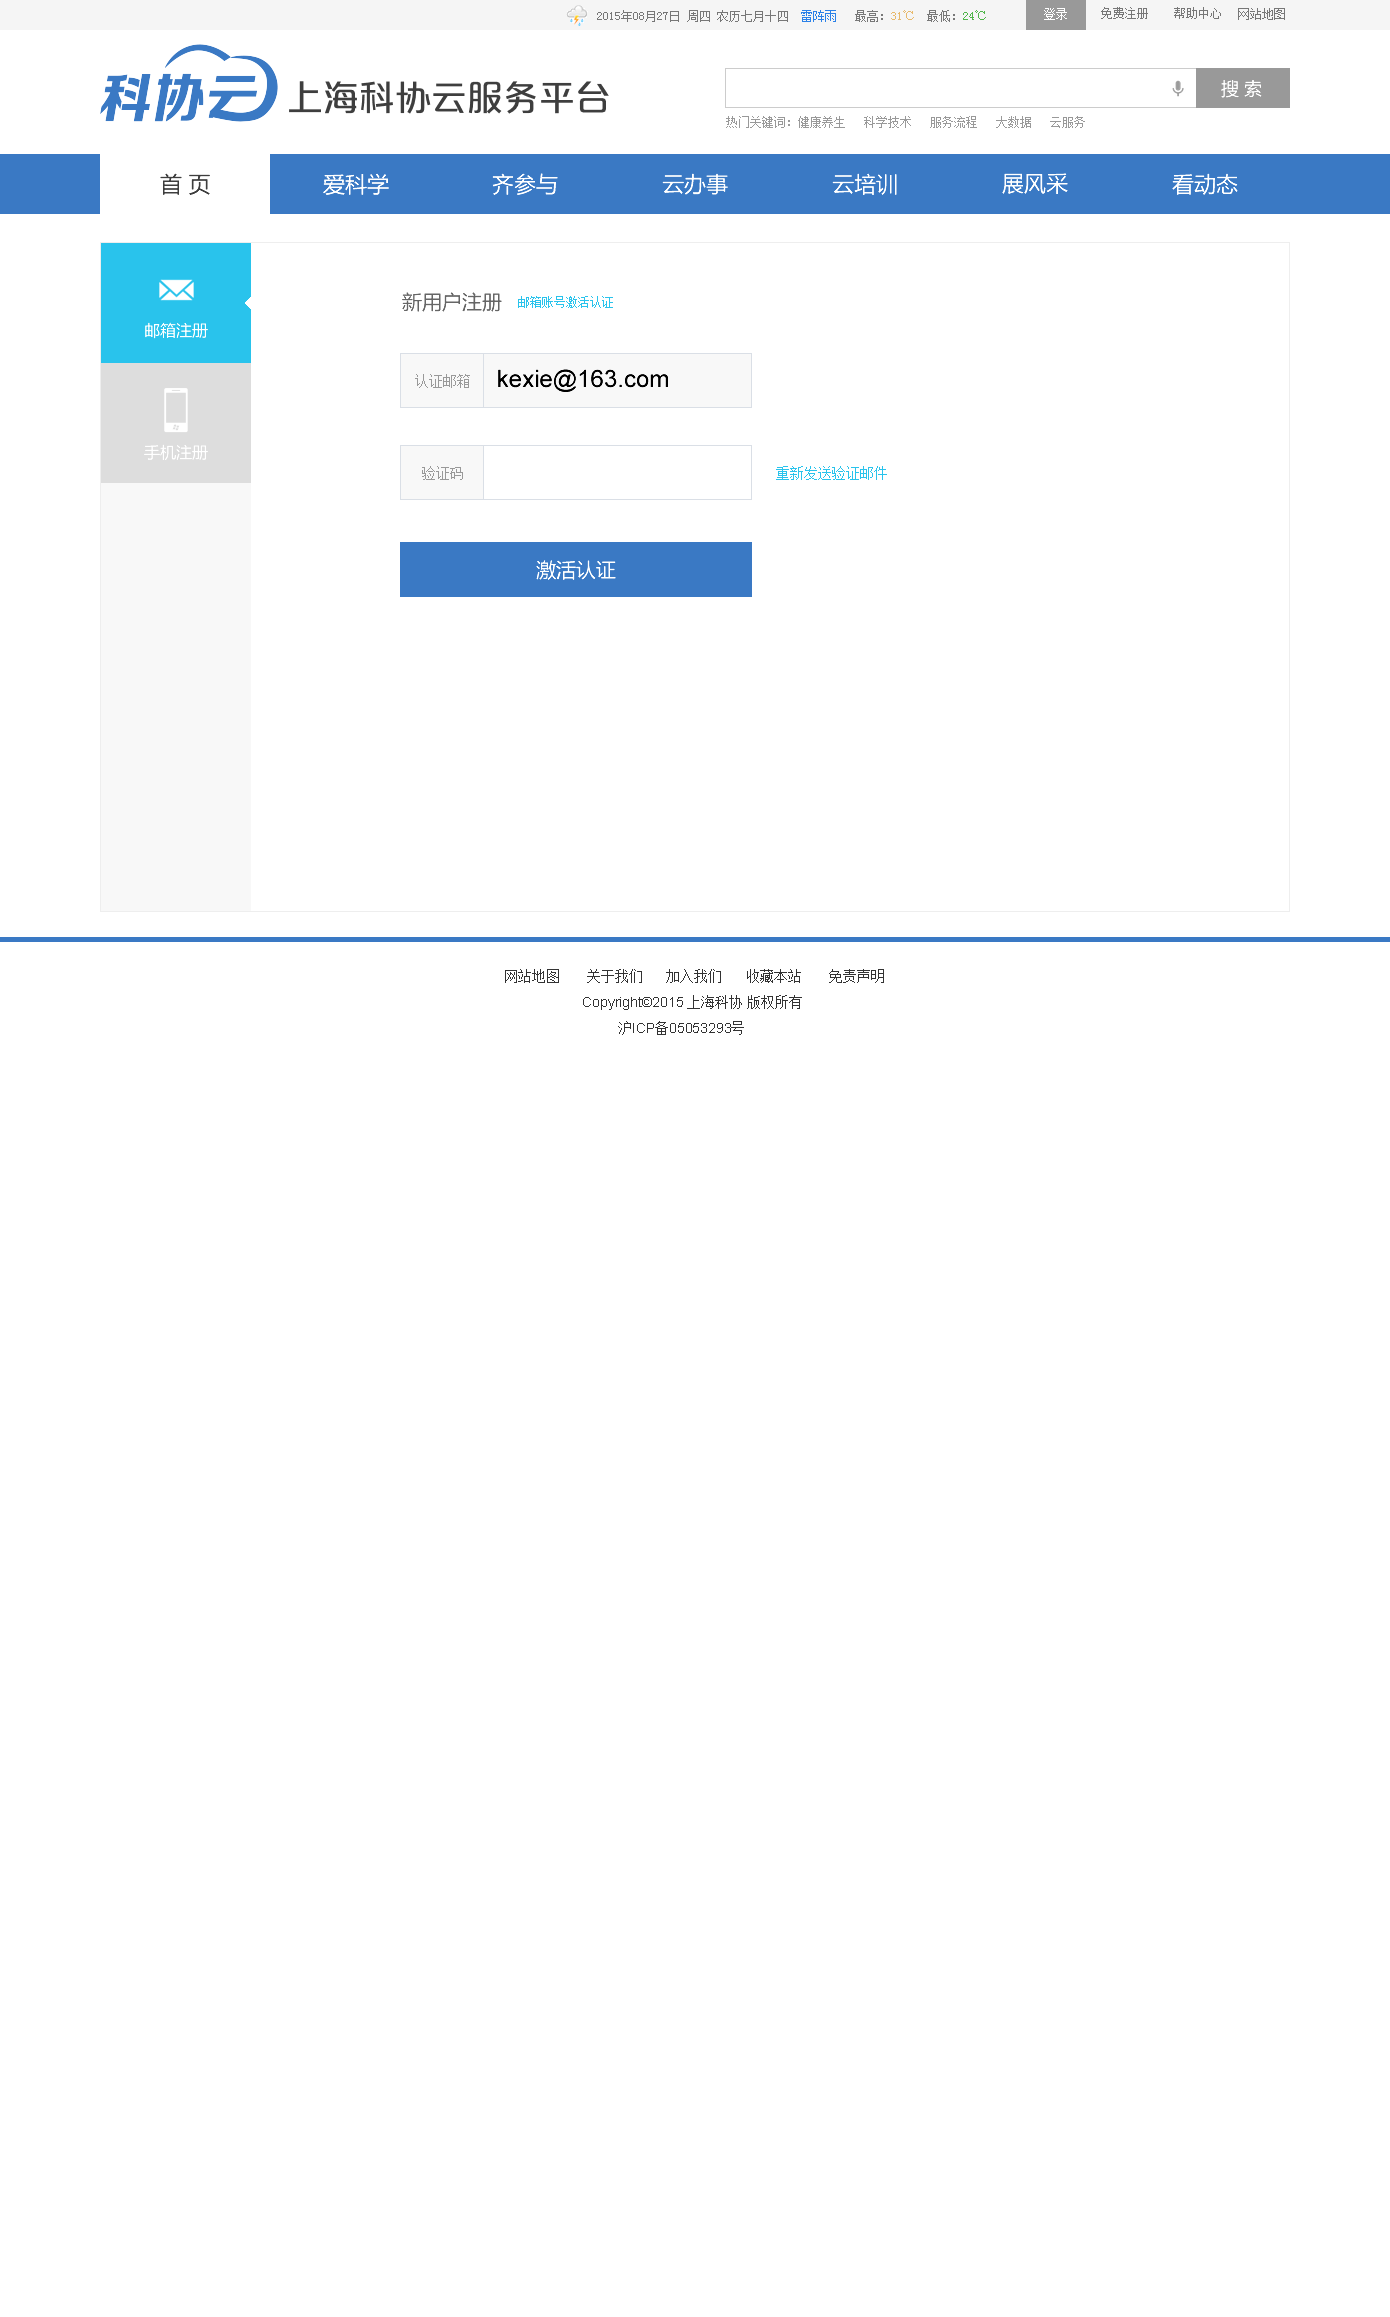 2015年08月27日 周四 农历七月十四 雷阵雨 最高：31℃ 最低：24℃ 登录 免费注册 帮助中心 网站地图
科协云 上海科协云服务平台
搜 索
热门关键词：健康养生 科学技术 服务流程 大数据 云服务
首 页 爱科学 齐参与 云办事 云培训 展风采 看动态
邮箱注册
手机注册
新用户注册 邮箱账号激活认证
认证邮箱 kexie@163.com
验证码 重新发送验证邮件
激活认证
网站地图 关于我们 加入我们 收藏本站 免责声明
Copyright©2015 上海科协 版权所有
沪ICP备05053293号